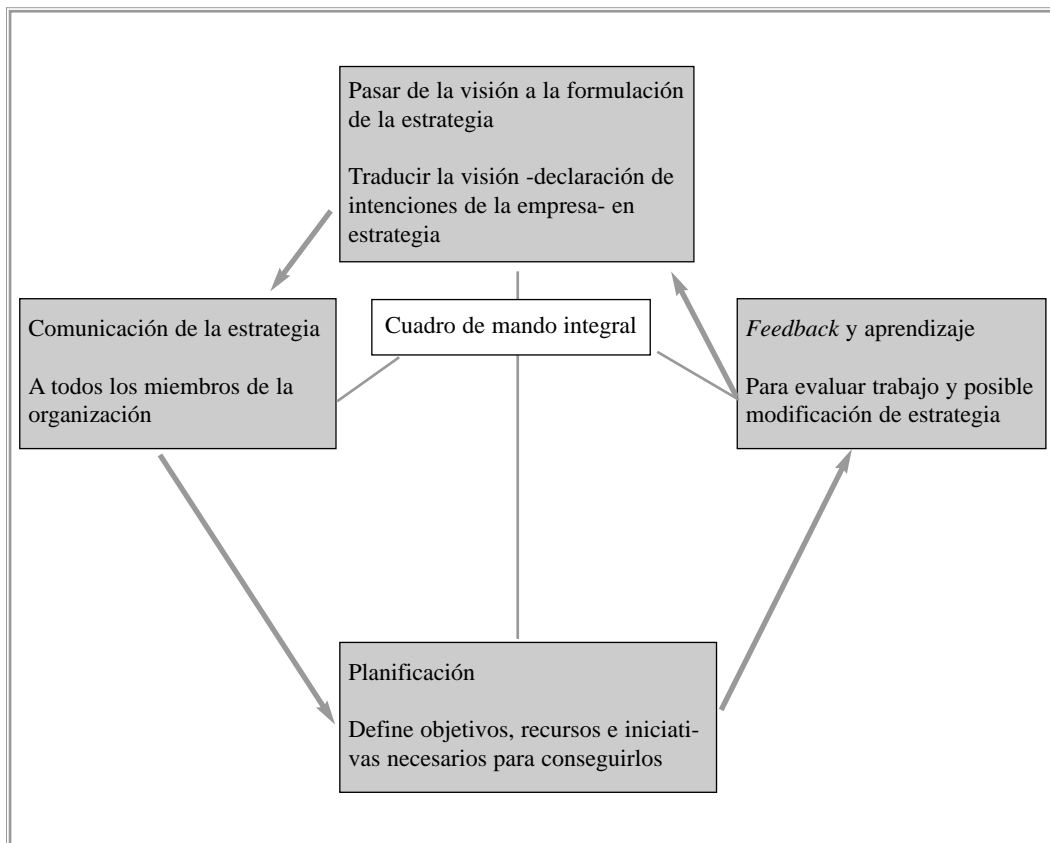 Pasar de la visión a la formulación
de la estrategia
Traducir la visión -declaración de
intenciones de la empresa- en
estrategia
Cuadro de mando integral
Comunicación de la estrategia
A todos los miembros de la
organización
Feedback y aprendizaje
Para evaluar trabajo y posible
modificación de estrategia
Planificación
Define objetivos, recursos e iniciati-
vas necesarios para conseguirlos